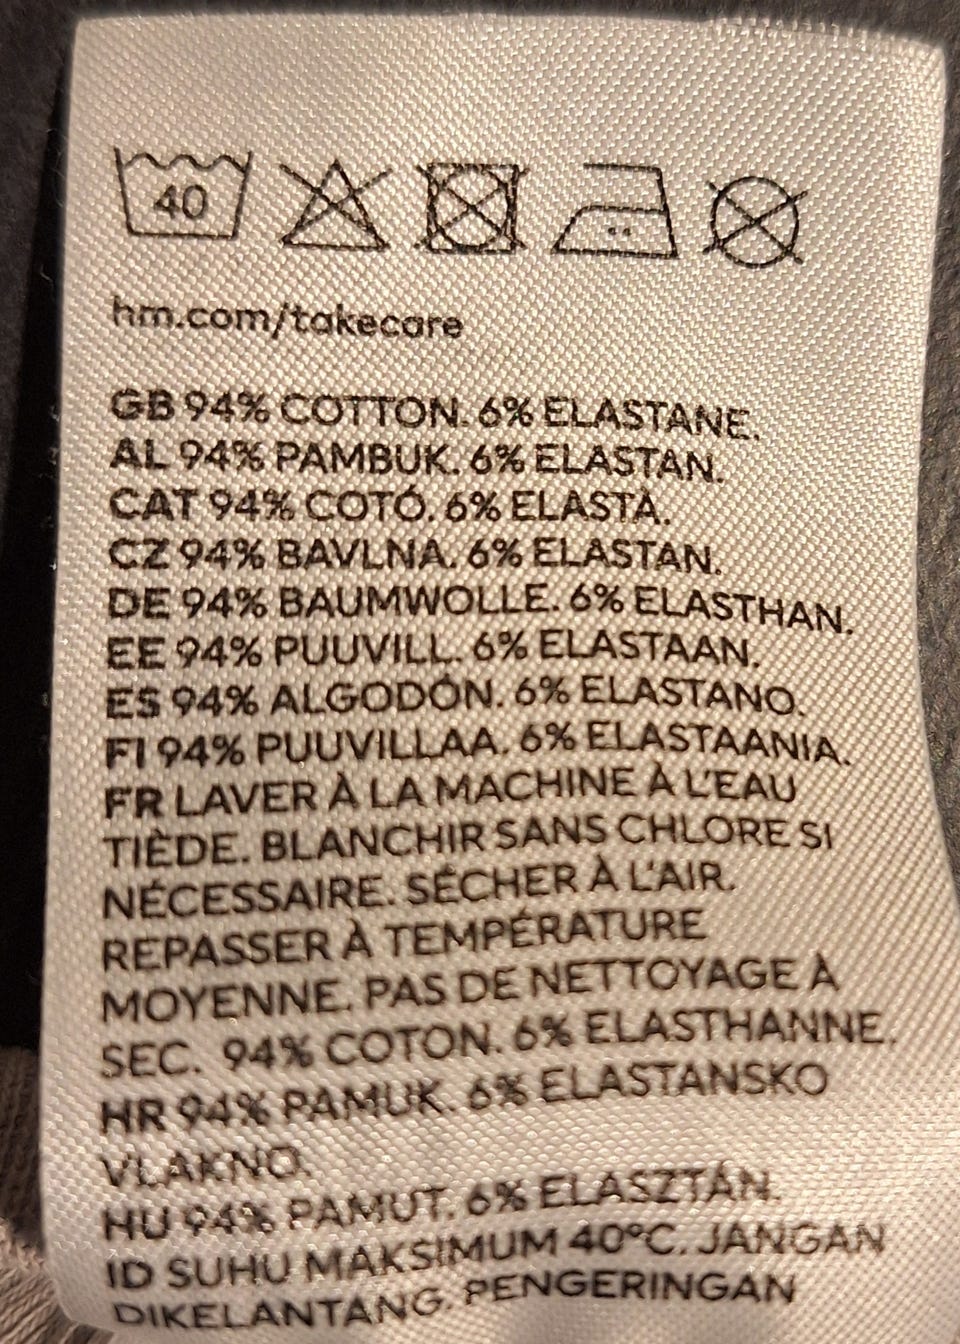 40
hm.com/takecare
GB 94% COTTON. 6% ELASTANE.
AL 94% PAMBUK. 6% ELASTAN.
CAT 94% COTÓ. 6% ELASTÀ.
CZ 94% BAVLNA. 6% ELASTAN.
DE 94% BAUMWOLLE. 6% ELASTHAN.
EE 94% PUUVILL. 6% ELASTAAN.
ES 94% ALGODÓN. 6% ELASTANO.
FI 94% PUUVILLAA. 6% ELASTAANIA.
FR LAVER À LA MACHINE À L'EAU
TIÈDE. BLANCHIR SANS CHLORE SI
NÉCESSAIRE. SÉCHER À L'AIR.
REPASSER À TEMPÉRATURE
MOYENNE. PAS DE NETTOYAGE À
SEC. 94% COTON. 6% ELASTHANNE.
HR 94% PAMUK. 6% ELASTANSKO
VLAKNO.
HU 94% PAMUT. 6% ELASZTÁN.
ID SUHU MAKSIMUM 40°C. JANGAN
DIKELANTANG. PENGERINGAN